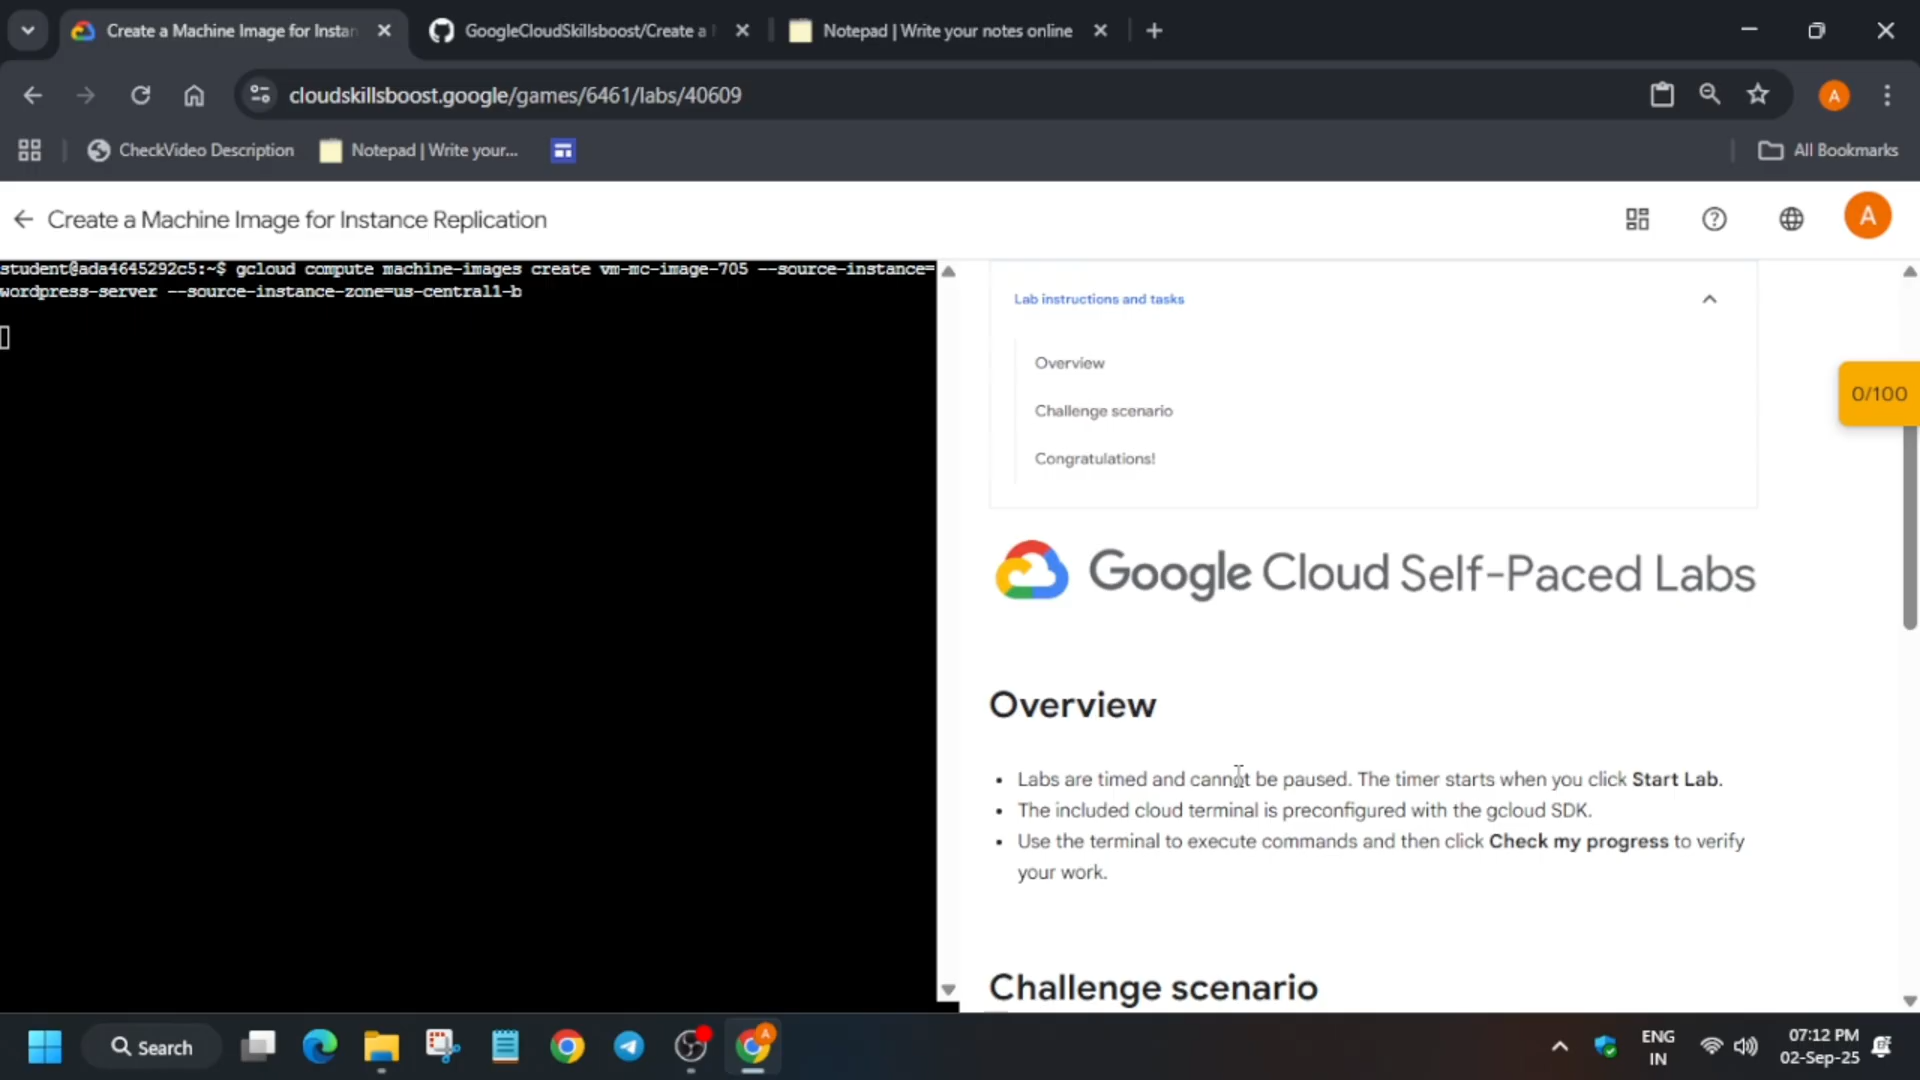 Create a Machine Image for Instan
GoogleCloudSkillsboost/Create a
Notepad | Write your notes online
cloudskillsboost.google/games/6461/labs/40609
A
CheckVideo Description
Notepad | Write your...
All Bookmarks
Create a Machine Image for Instance Replication
A
student@ada4645292c5:~$ gcloud compute machine-images create vm-mc-image-705 --source-instance=
wordpress-server --source-instance-zone=us-central1-b
Lab instructions and tasks
Overview
Challenge scenario
Congratulations!
0/100
Google Cloud Self-Paced Labs
Overview
• Labs are timed and cannot be paused. The timer starts when you click Start Lab.
• The included cloud terminal is preconfigured with the gcloud SDK.
• Use the terminal to execute commands and then click Check my progress to verify
your work.
Challenge scenario
Search
A
ENG
IN
07:12 PM
02-Sep-25